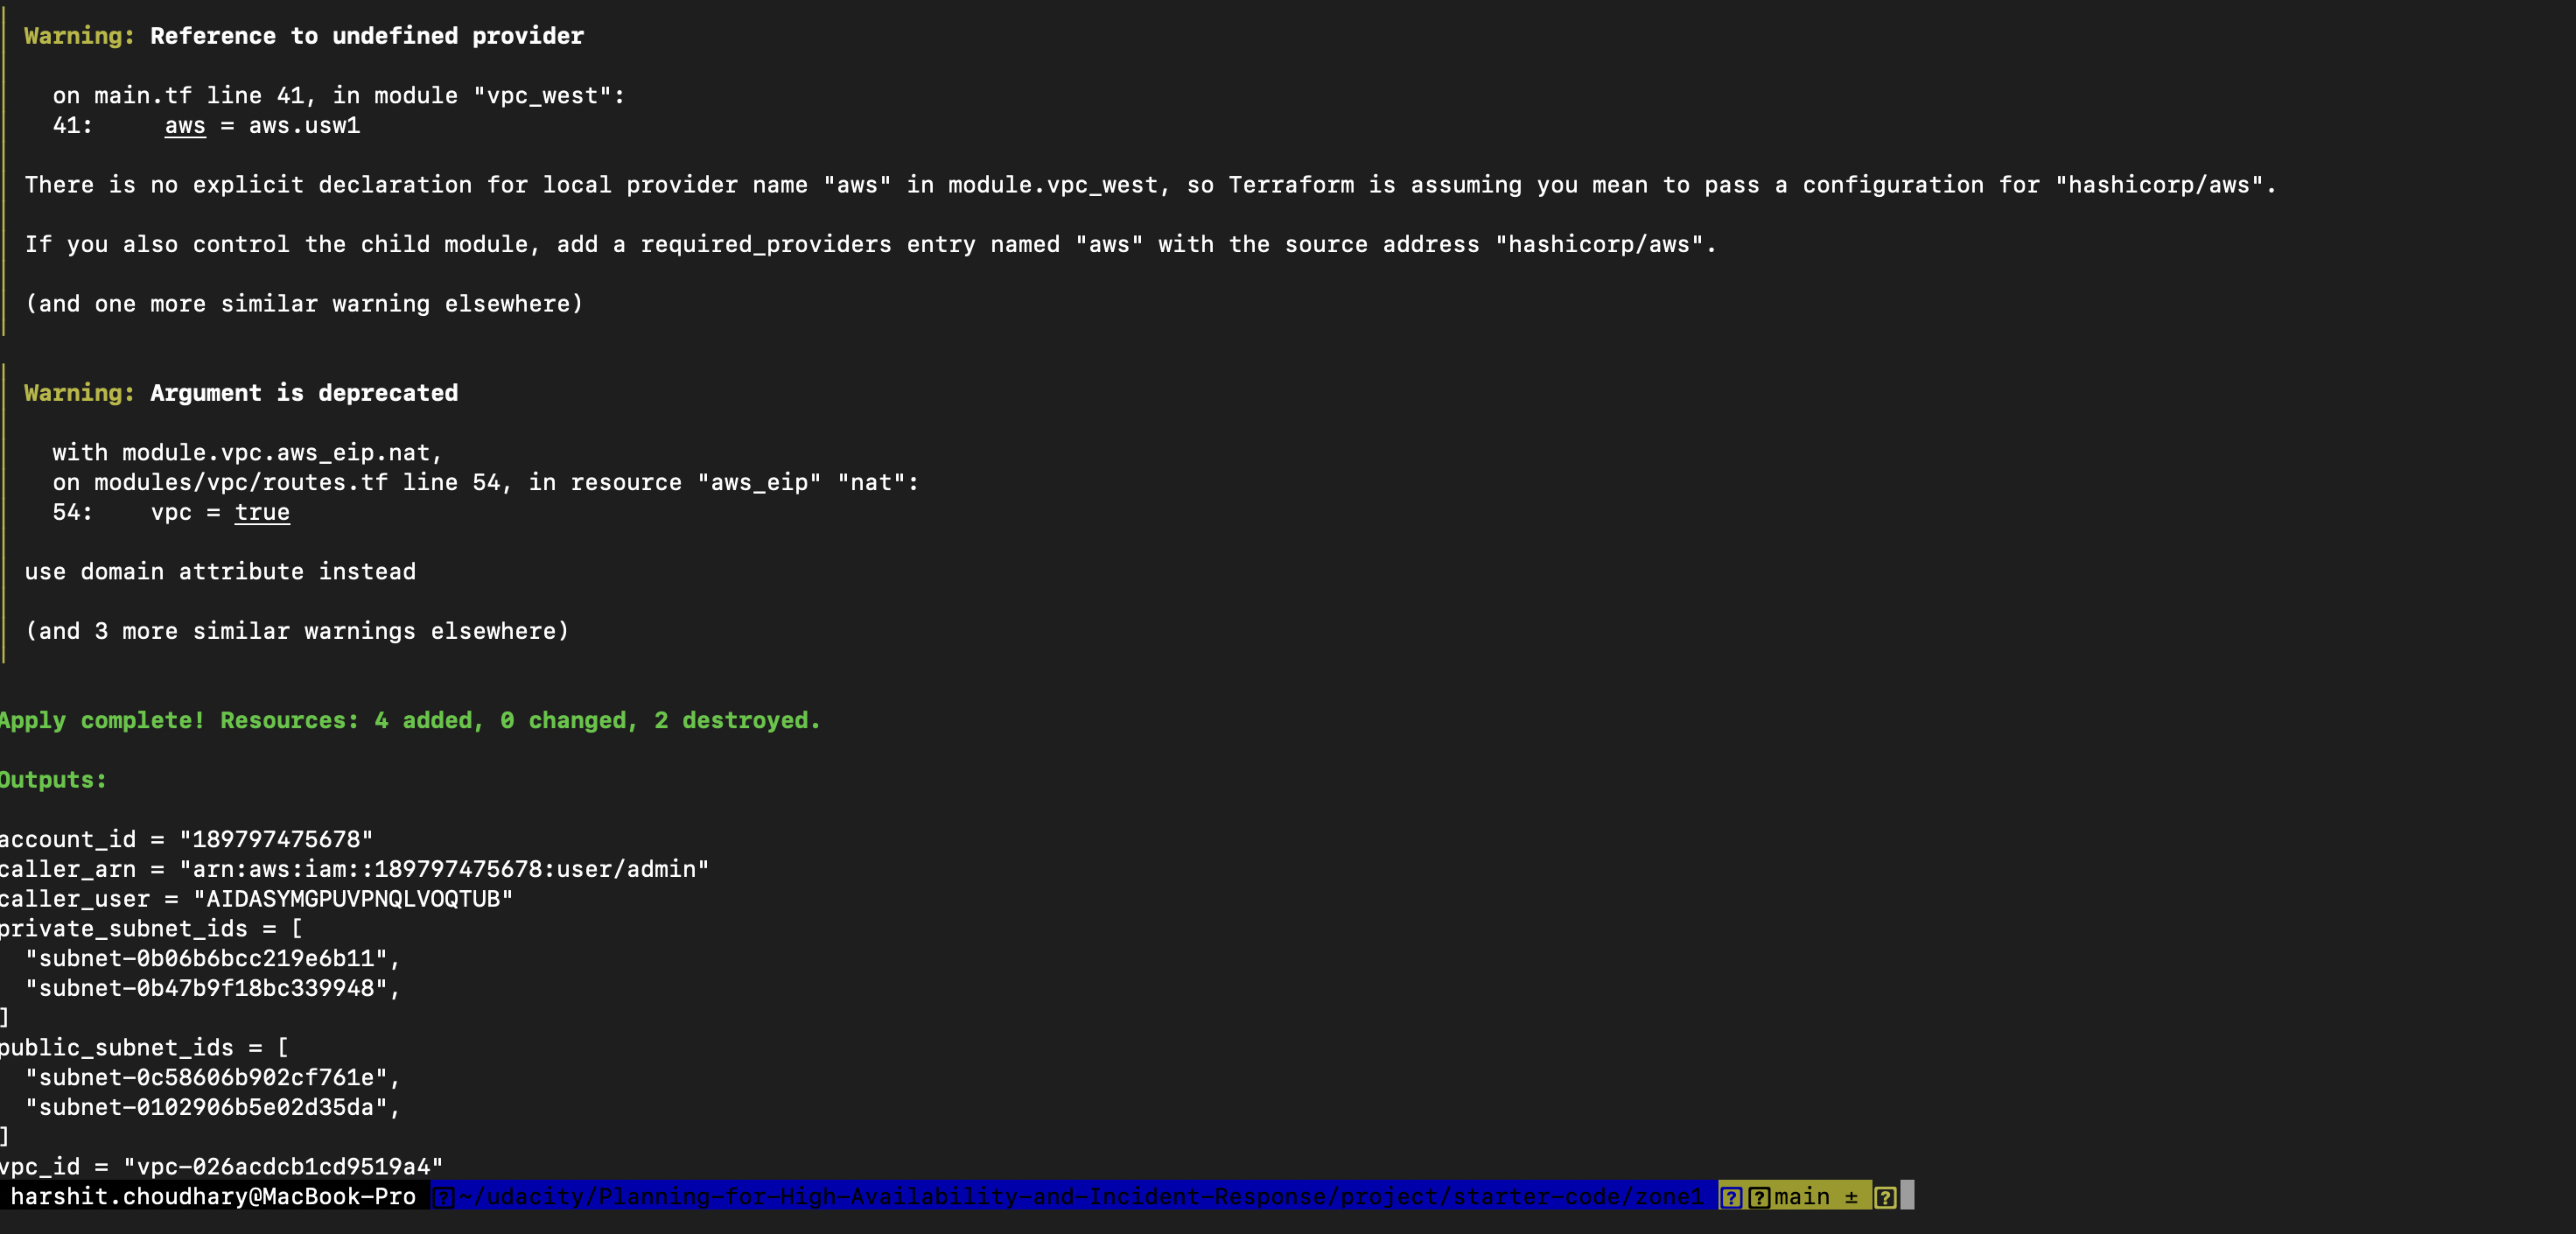 Warning: Reference to undefined provider
on main.tf line 41, in module "vpc_west":
41:     aws = aws.usw1
There is no explicit declaration for local provider name "aws" in module.vpc_west, so Terraform is assuming you mean to pass a configuration for "hashicorp/aws".
If you also control the child module, add a required_providers entry named "aws" with the source address "hashicorp/aws".
(and one more similar warning elsewhere)
Warning: Argument is deprecated
with module.vpc.aws_eip.nat,
on modules/vpc/routes.tf line 54, in resource "aws_eip" "nat":
54:    vpc = true
use domain attribute instead
(and 3 more similar warnings elsewhere)
Apply complete! Resources: 4 added, 0 changed, 2 destroyed.
Outputs:
account_id = "189797475678"
caller_arn = "arn:aws:iam::189797475678:user/admin"
caller_user = "AIDASYMGPUVPNQLVOQTUB"
private_subnet_ids = [
"subnet-0b06b6bcc219e6b11",
"subnet-0b47b9f18bc339948",
]
public_subnet_ids = [
"subnet-0c58606b902cf761e",
"subnet-0102906b5e02d35da",
]
vpc_id = "vpc-026acdcb1cd9519a4"
harshit.choudhary@MacBook-Pro ?~/udacity/Planning-for-High-Availability-and-Incident-Response/project/starter-code/zone1 ??main ± ?